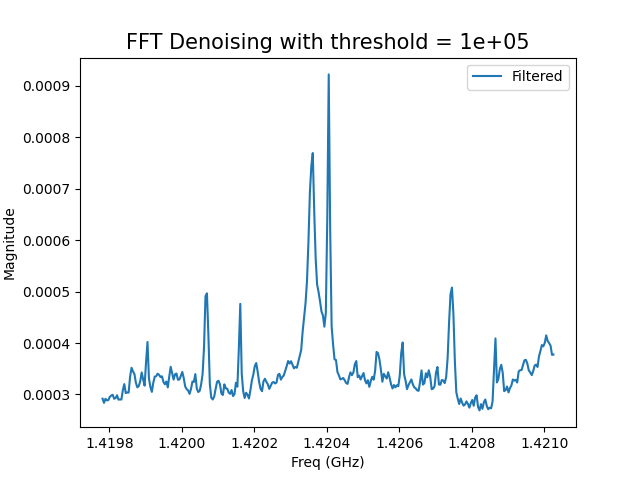 FFT Denoising with threshold = 1e+05
Filtered
0.0009
0.0008
0.0007
0.0006
0.0005
0.0004
0.0003
Magnitude
1.4198 1.4200 1.4202 1.4204 1.4206 1.4208 1.4210
Freq (GHz)